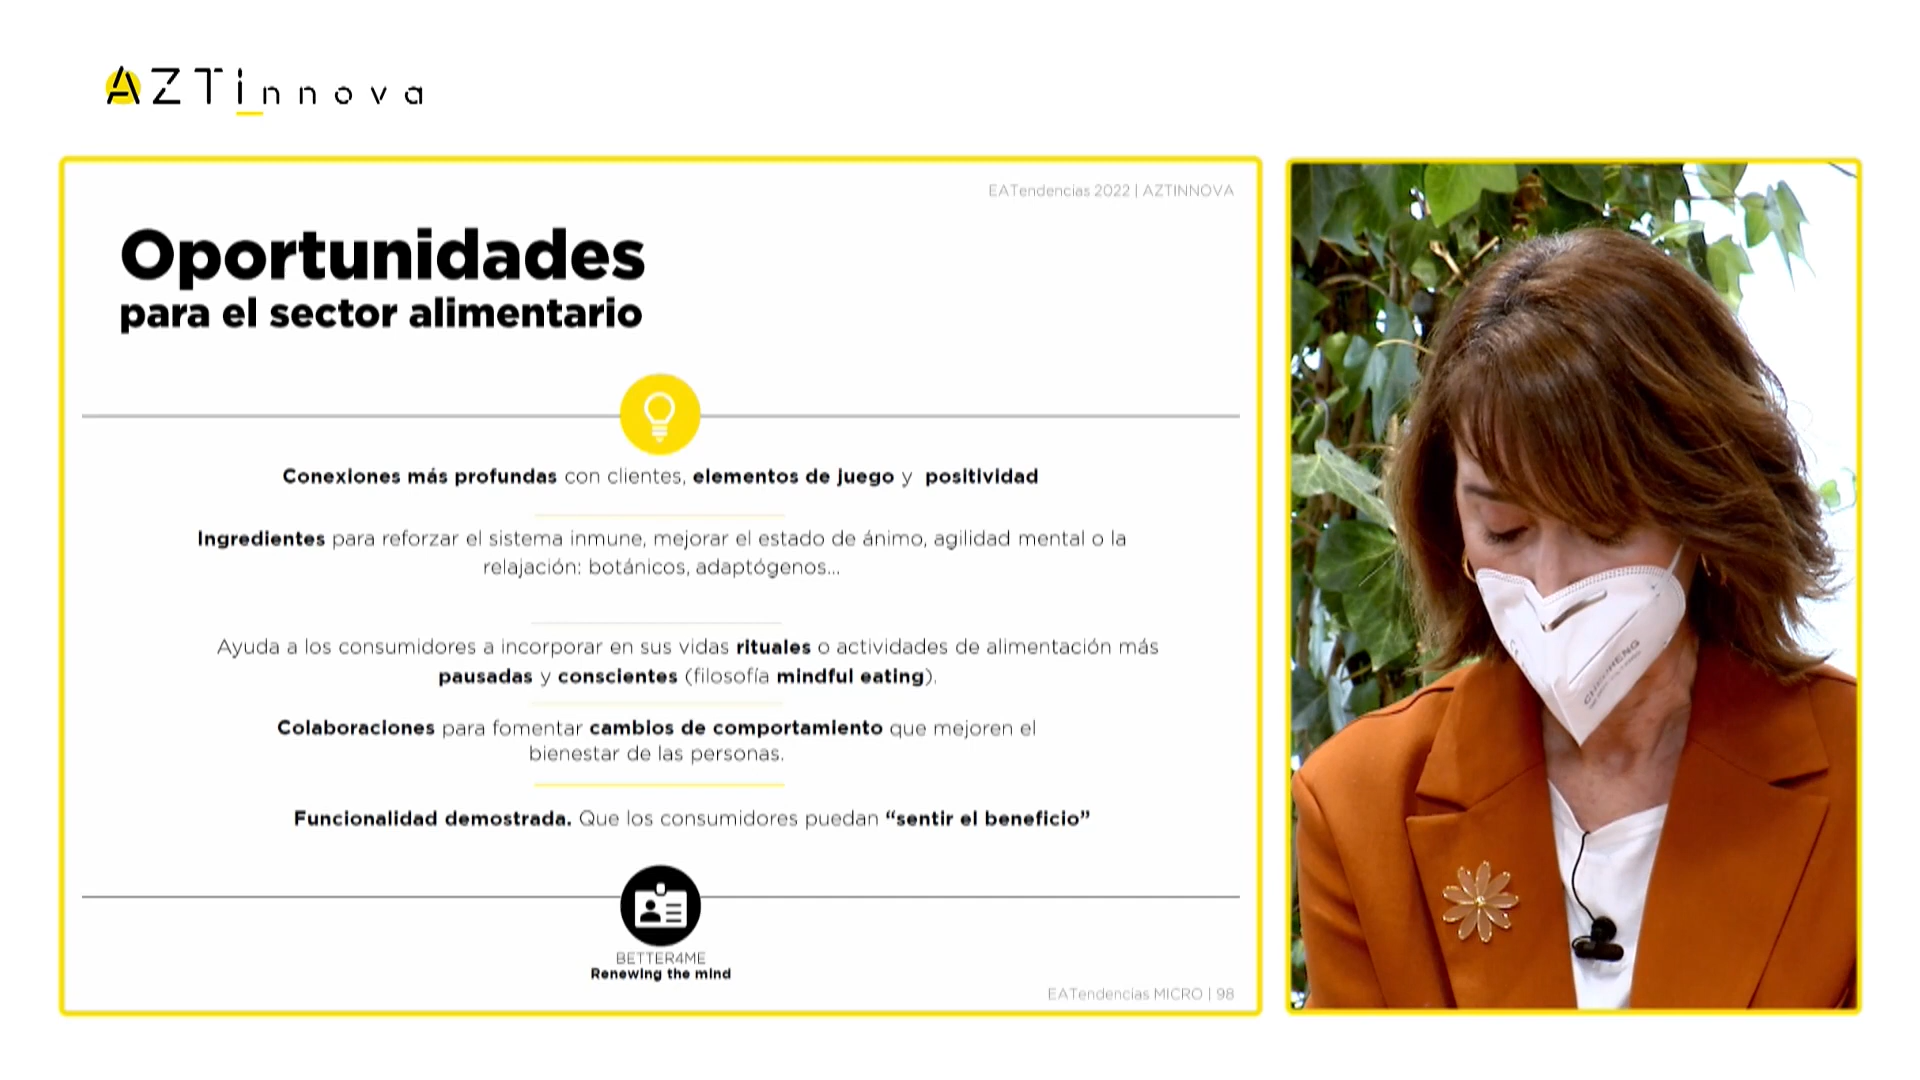 AZTInnova
EATendencias 2022 | AZTINNOVA
Oportunidades
para el sector alimentario
Conexiones más profundas con clientes, elementos de juego y positividad
Ingredientes para reforzar el sistema inmune, mejorar el estado de ánimo, agilidad mental o la
relajación: botánicos, adaptógenos...
Ayuda a los consumidores a incorporar en sus vidas rituales o actividades de alimentación más
pausadas y conscientes (filosofía mindful eating).
Colaboraciones para fomentar cambios de comportamiento que mejoren el
bienestar de las personas.
Funcionalidad demostrada. Que los consumidores puedan “sentir el beneficio”
BETTER4ME
Renewing the mind
EATendencias MICRO | 98